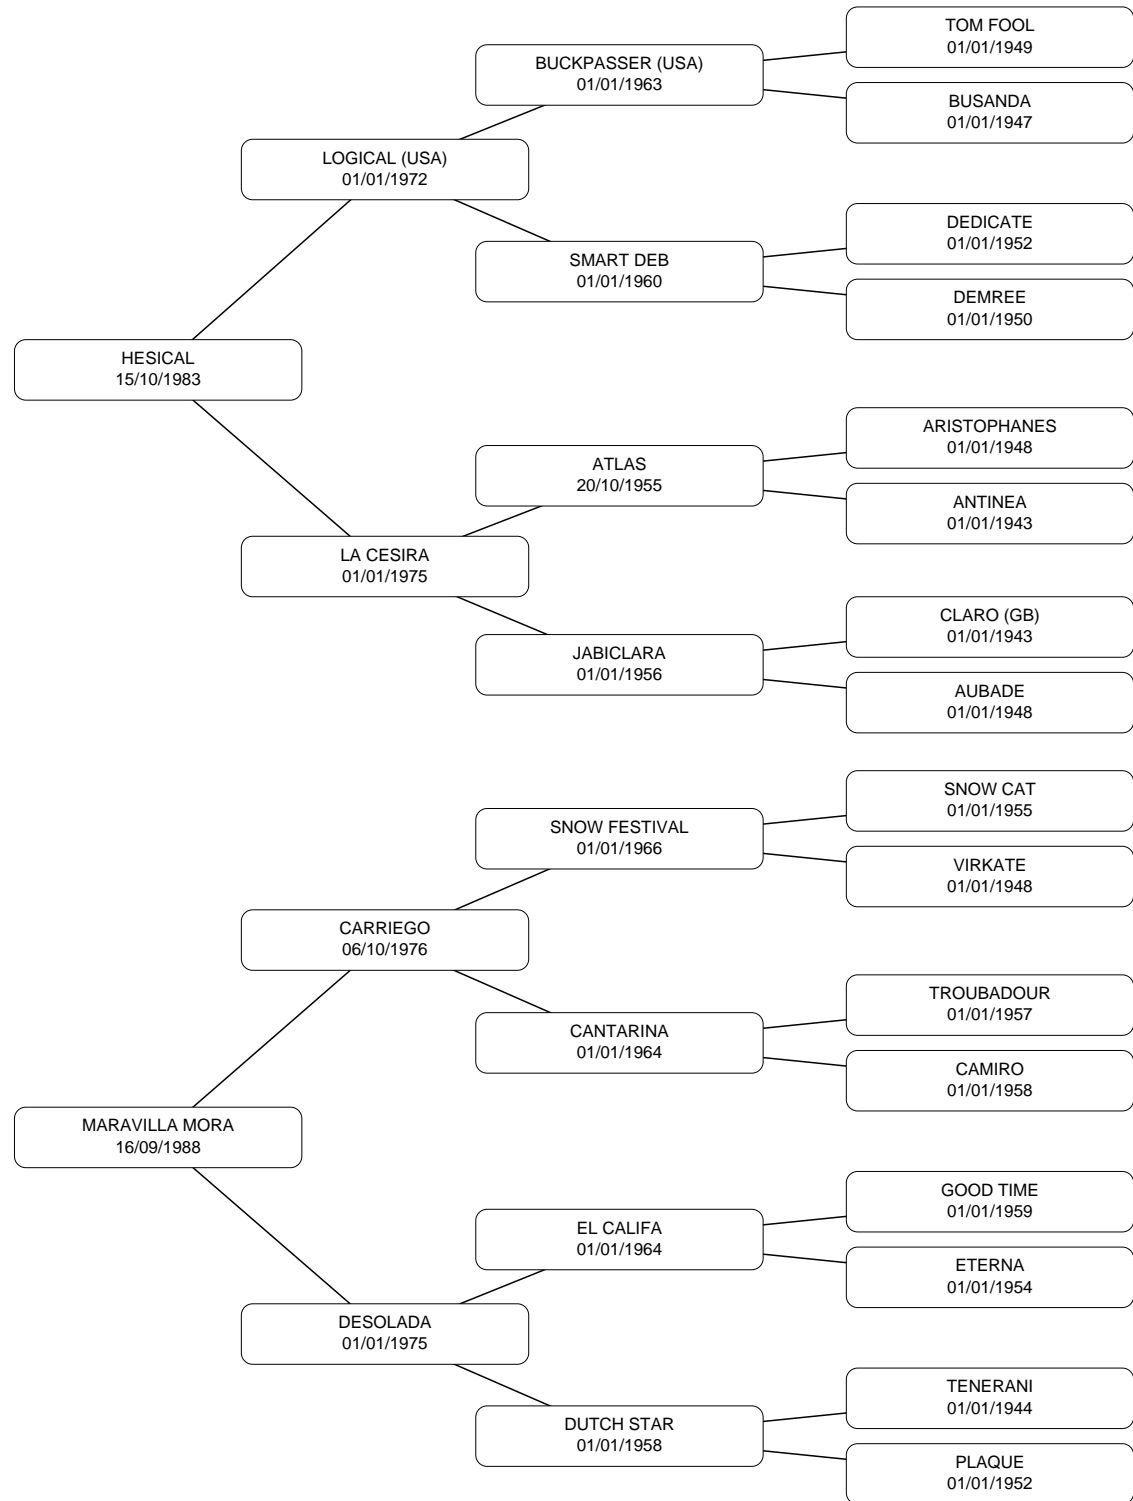 TOM FOOL
01/01/1949
BUCKPASSER (USA)
01/01/1963
BUSANDA
01/01/1947
LOGICAL (USA)
01/01/1972
DEDICATE
01/01/1952
SMART DEB
01/01/1960
DEMREE
01/01/1950
HESICAL
15/10/1983
ARISTOPHANES
01/01/1948
ATLAS
20/10/1955
ANTINEA
01/01/1943
LA CESIRA
01/01/1975
CLARO (GB)
01/01/1943
JABICLARA
01/01/1956
AUBADE
01/01/1948
SNOW CAT
01/01/1955
SNOW FESTIVAL
01/01/1966
VIRKATE
01/01/1948
CARRIEGO
06/10/1976
TROUBADOUR
01/01/1957
CANTARINA
01/01/1964
CAMIRO
01/01/1958
MARAVILLA MORA
16/09/1988
GOOD TIME
01/01/1959
EL CALIFA
01/01/1964
ETERNA
01/01/1954
DESOLADA
01/01/1975
TENERANI
01/01/1944
DUTCH STAR
01/01/1958
PLAQUE
01/01/1952